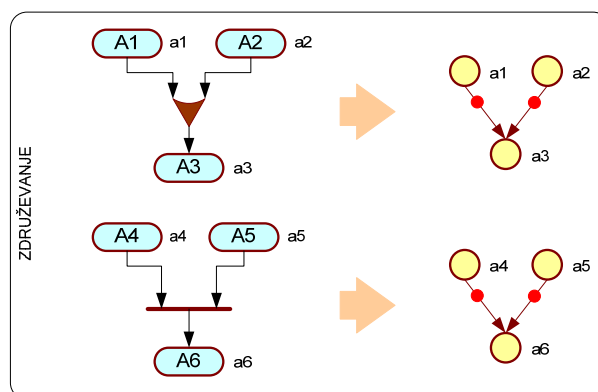 ZDRUŽEVANJE
A1 a1 A2 a2
A3 a3
a1 a2
a3
A4 a4 A5 a5
A6 a6
a4 a5
a6